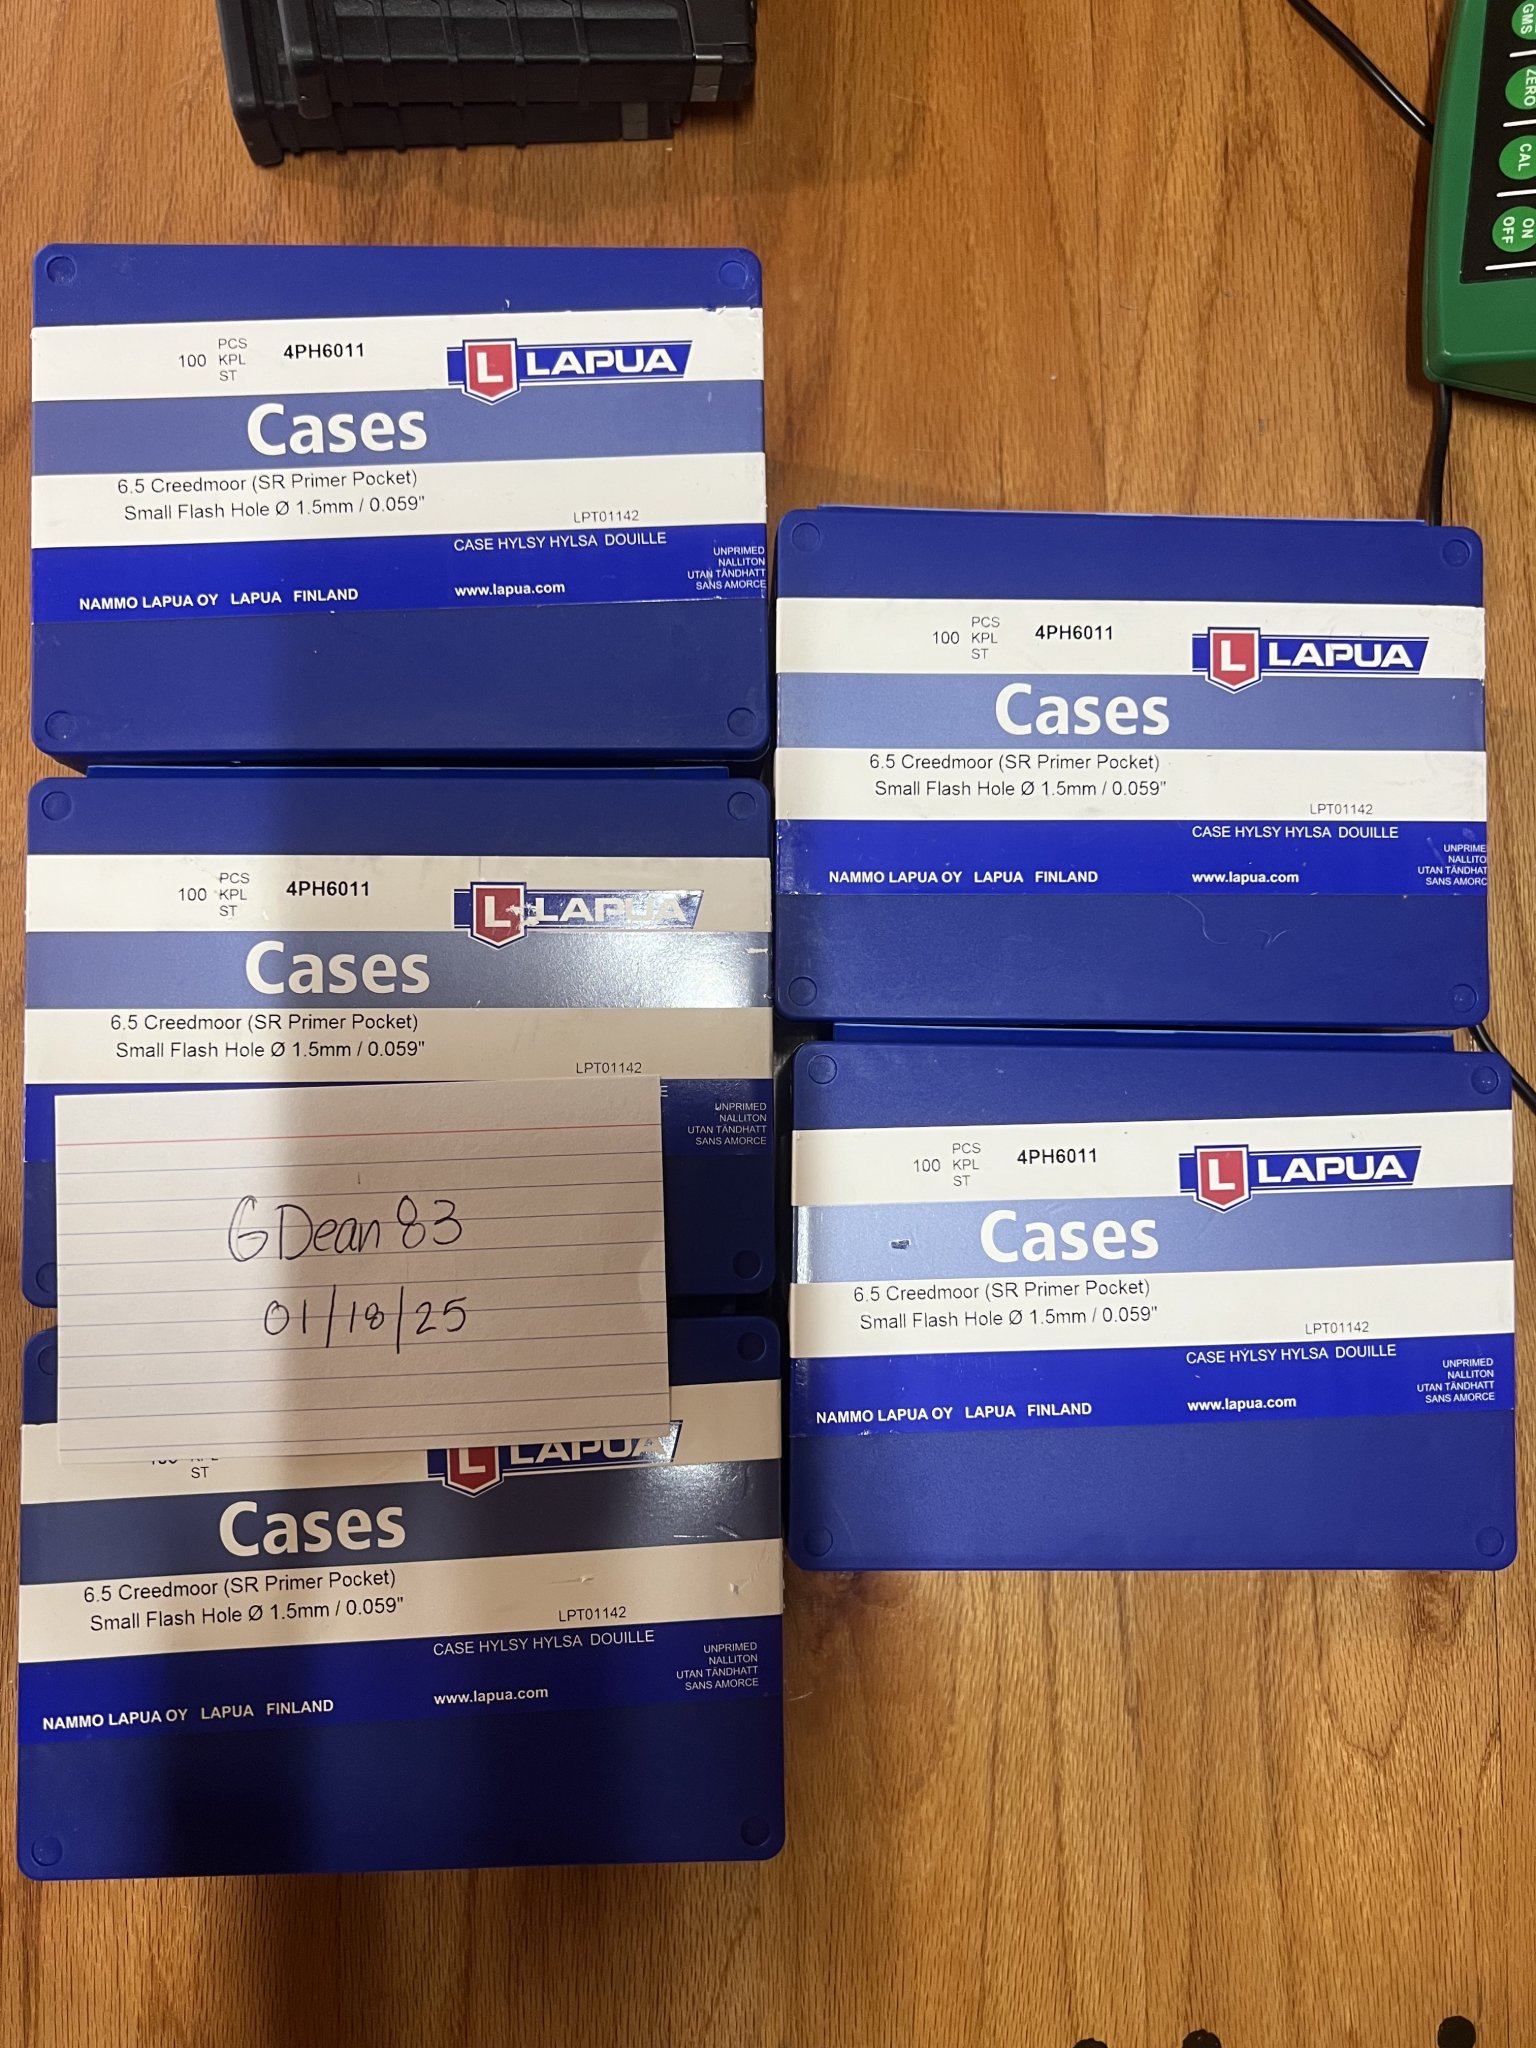 GMS
ZERO
CAL
ON
OFF
100 PCS 4PH6011
KPL
ST
L LAPUA
Cases
6.5 Creedmoor (SR Primer Pocket)
Small Flash Hole Ø 1.5mm / 0.059"
LPT01142
CASE HYLSY HYLSA DOUILLE
UNPRIMED
NALLITON
UTAN TÄNDHATT
SANS AMORCE
NAMMO LAPUA OY LAPUA FINLAND
www.lapua.com
100 PCS 4PH6011
KPL
ST
L LAPUA
Cases
6.5 Creedmoor (SR Primer Pocket)
Small Flash Hole Ø 1.5mm / 0.059"
LPT01142
E
UNPRIMED
NALLITON
UTAN TÄNDHATT
SANS AMORCE
GDean83
01/18/25
ST
L LAPUA
Cases
6.5 Creedmoor (SR Primer Pocket)
Small Flash Hole Ø 1.5mm / 0.059"
LPT01142
CASE HYLSY HYLSA DOUILLE
UNPRIMED
NALLITON
UTAN TÄNDHATT
SANS AMORCE
NAMMO LAPUA OY LAPUA FINLAND
www.lapua.com
100 PCS 4PH6011
KPL
ST
L LAPUA
Cases
6.5 Creedmoor (SR Primer Pocket)
Small Flash Hole Ø 1.5mm / 0.059"
LPT01142
CASE HYLSY HYLSA DOUILLE
UNPRIME
NALLITO
UTAN TÄNDHAT
SANS AMORC
NAMMO LAPUA OY LAPUA FINLAND
www.lapua.com
100 PCS 4PH6011
KPL
ST
L LAPUA
Cases
6.5 Creedmoor (SR Primer Pocket)
Small Flash Hole Ø 1.5mm / 0.059"
LPT01142
CASE HYLSY HYLSA DOUILLE
UNPRIMED
NALLITON
UTAN TÄNDHATT
SANS AMORCE
NAMMO LAPUA OY LAPUA FINLAND
www.lapua.com